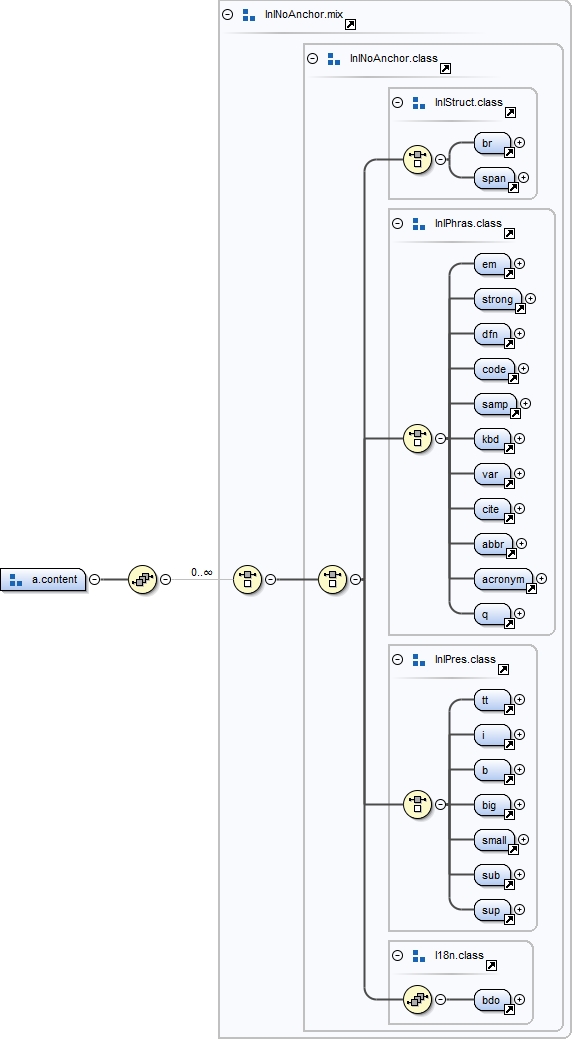 InlNoAnchor.mix
InlNoAnchor.class
InlStruct.class
br
span
InlPhras.class
em
strong
dfn
code
samp
kbd
var
cite
abbr
acronym
q
a.content
0..∞
InlPres.class
tt
i
b
big
small
sub
sup
I18n.class
bdo